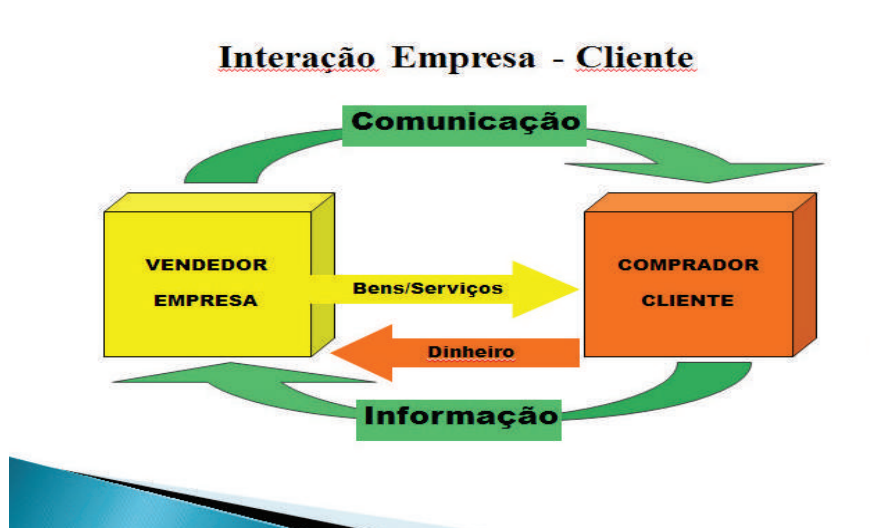 Interação Empresa - Cliente
Comunicação
VENDEDOR
EMPRESA
Bens/Serviços
COMPRADOR
CLIENTE
Dinheiro
Informação